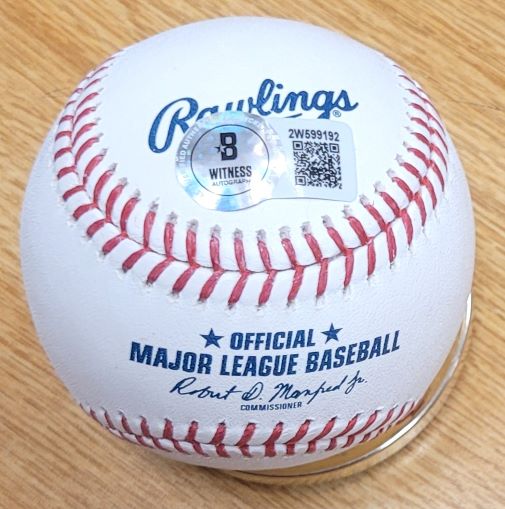 Rawlings®
2W599192
B
WITNESS
AUTOGRAPH
★ OFFICIAL ★
MAJOR LEAGUE BASEBALL
Robert D. Manfred Jr.
COMMISSIONER